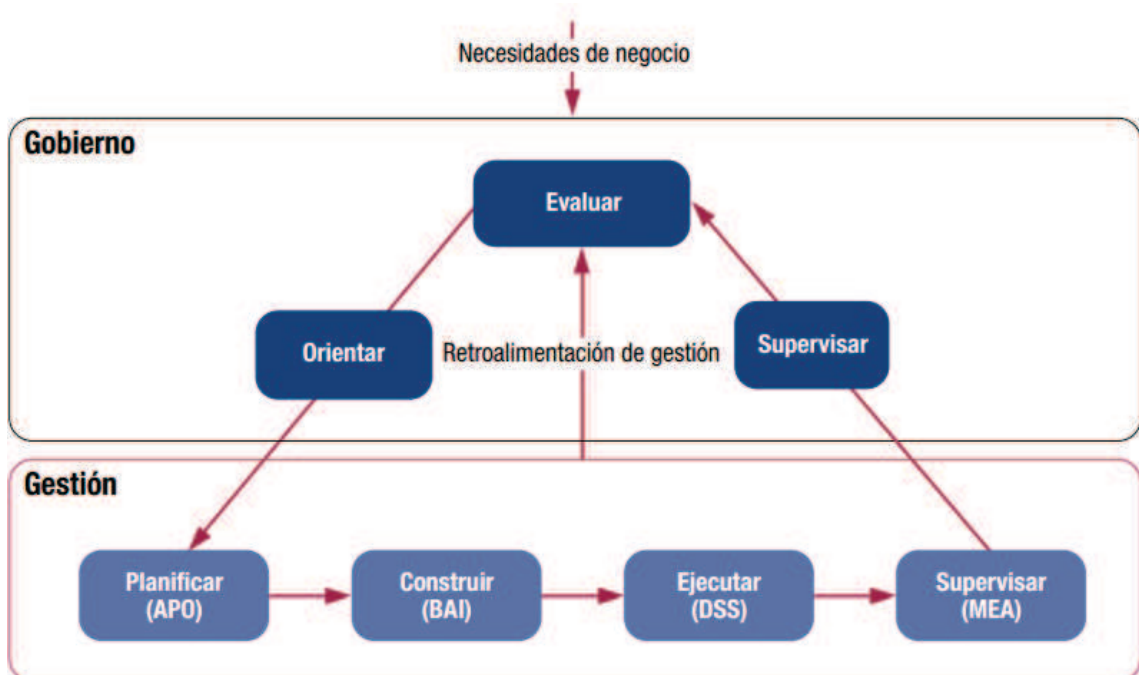 Necesidades de negocio
Gobierno
Evaluar
Orientar
Retroalimentación de gestión
Supervisar
Gestión
Planificar
(APO)
Construir
(BAI)
Ejecutar
(DSS)
Supervisar
(MEA)